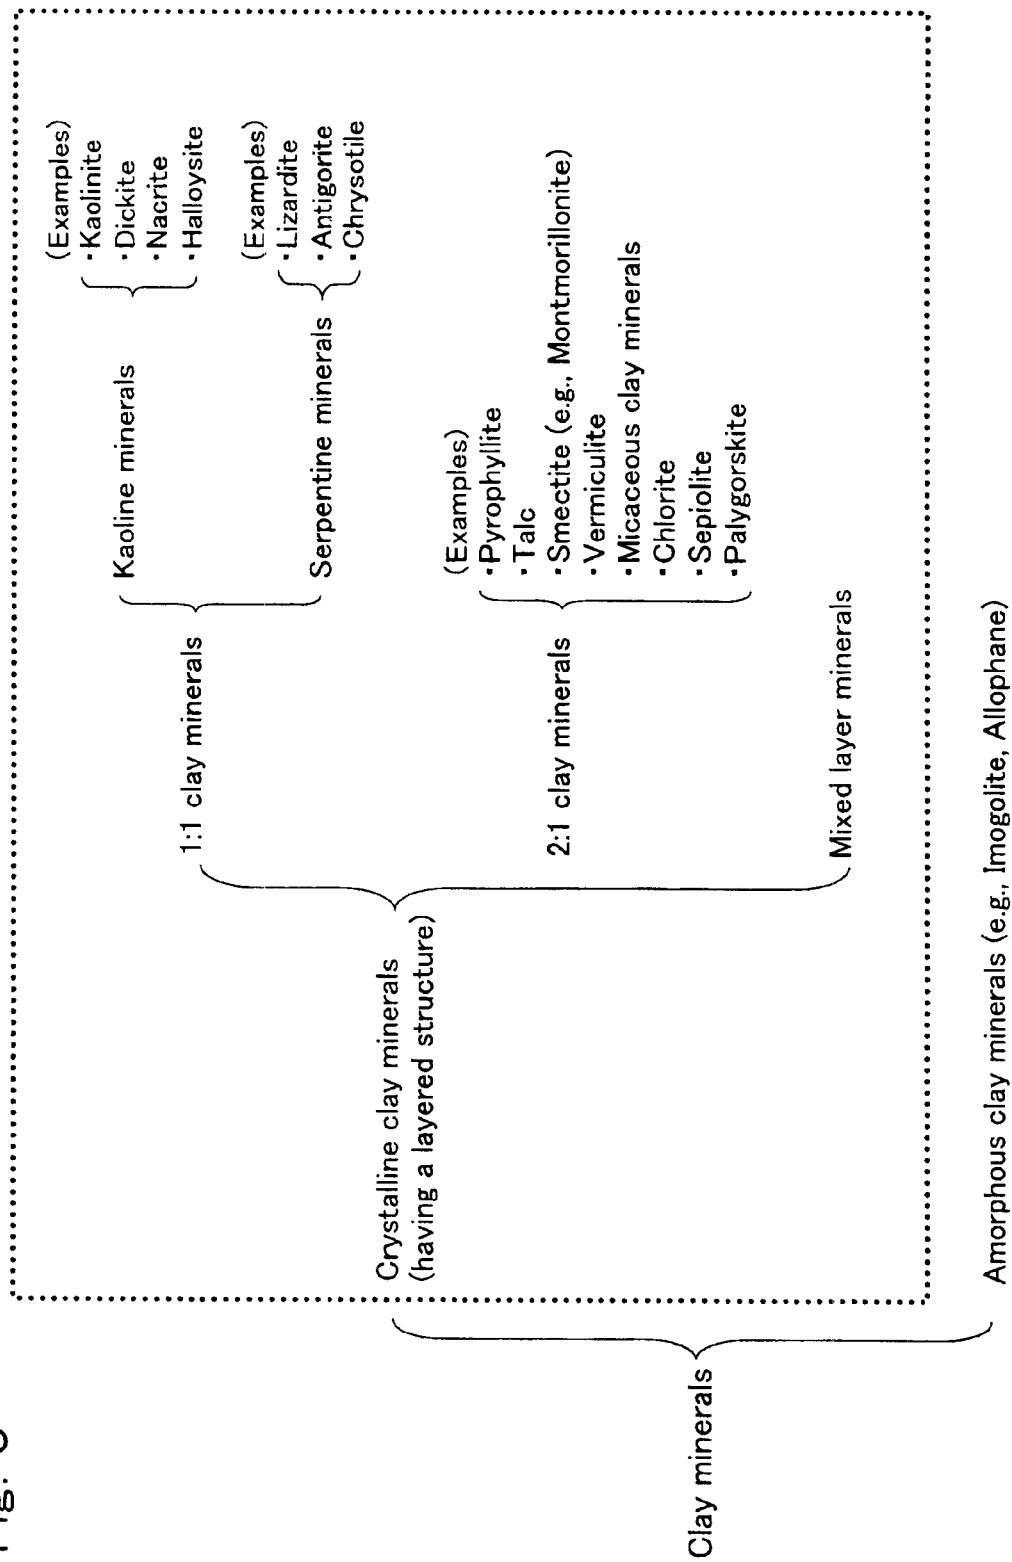 Clay minerals
Crystalline clay minerals
(having a layered structure)
1:1 clay minerals
Kaoline minerals
(Examples)
・Kaolinite
・Dickite
・Nacrite
・Halloysite
Serpentine minerals
(Examples)
・Lizardite
・Antigorite
・Chrysotile
2:1 clay minerals
(Examples)
・Pyrophyllite
・Talc
・Smectite (e.g., Montmorillonite)
・Vermiculite
・Micaceous clay minerals
・Chlorite
・Sepiolite
・Palygorskite
Mixed layer minerals
Amorphous clay minerals (e.g., Imogolite, Allophane)